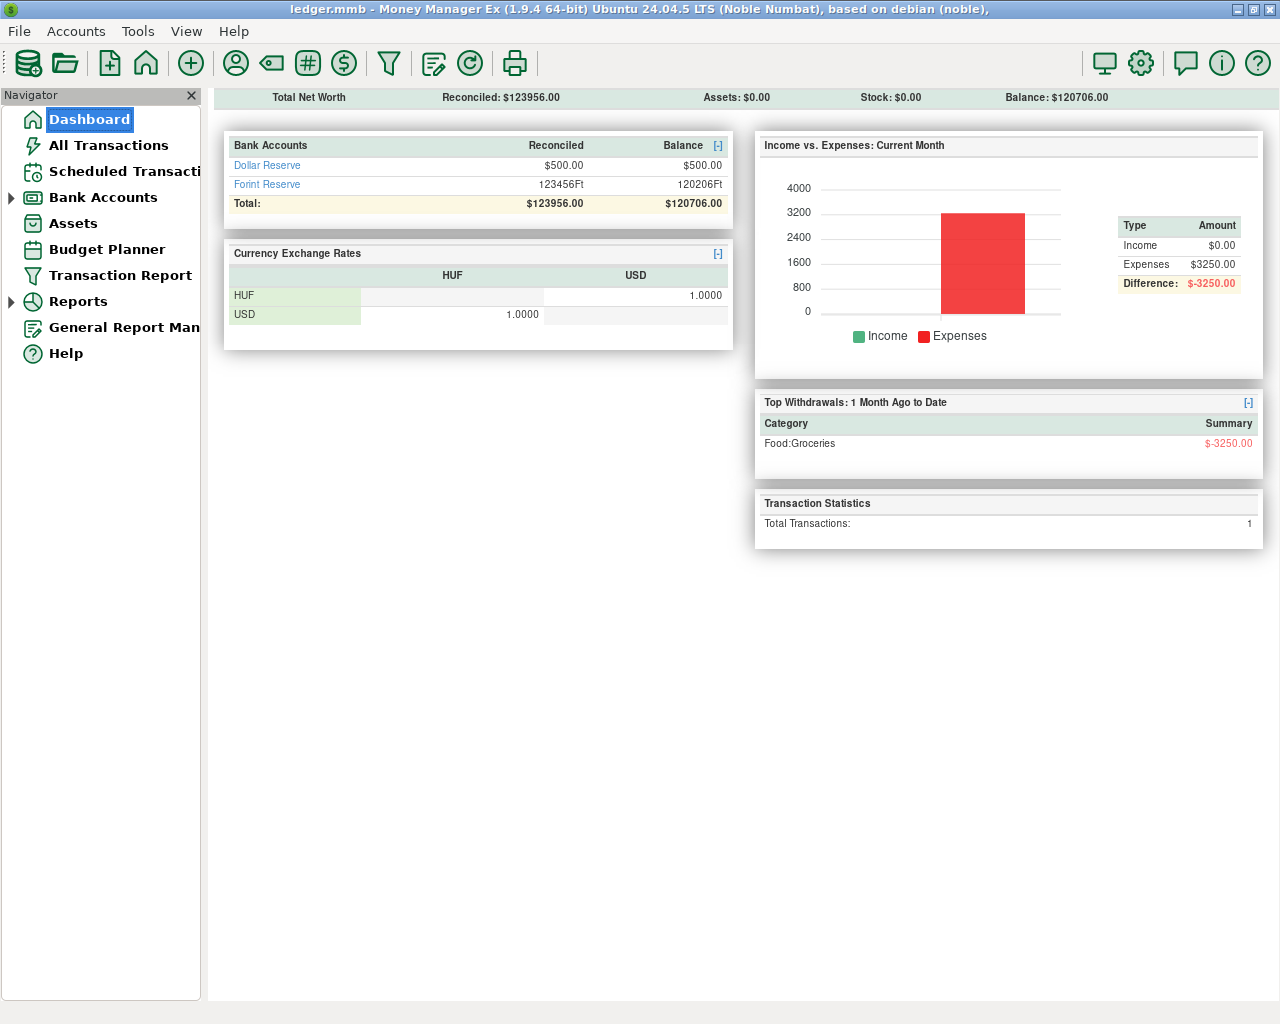 ledger.mmb - Money Manager Ex (1.9.4 64-bit) Ubuntu 24.04.5 LTS (Noble Numbat), based on debian (noble),
File Accounts Tools View Help
Navigator
Dashboard
All Transactions
Scheduled Transacti
Bank Accounts
Assets
Budget Planner
Transaction Report
Reports
General Report Man
Help
Total Net Worth Reconciled: $123956.00 Assets: $0.00 Stock: $0.00 Balance: $120706.00
Bank Accounts Reconciled Balance [-]
Dollar Reserve $500.00 $500.00
Forint Reserve 123456Ft 120206Ft
Total: $123956.00 $120706.00
Currency Exchange Rates [-]
HUF USD
HUF 1.0000
USD 1.0000
Income vs. Expenses: Current Month
4000
3200
2400
1600
800
0
Income Expenses
Type Amount
Income $0.00
Expenses $3250.00
Difference: $-3250.00
Top Withdrawals: 1 Month Ago to Date [-]
Category Summary
Food:Groceries $-3250.00
Transaction Statistics
Total Transactions: 1